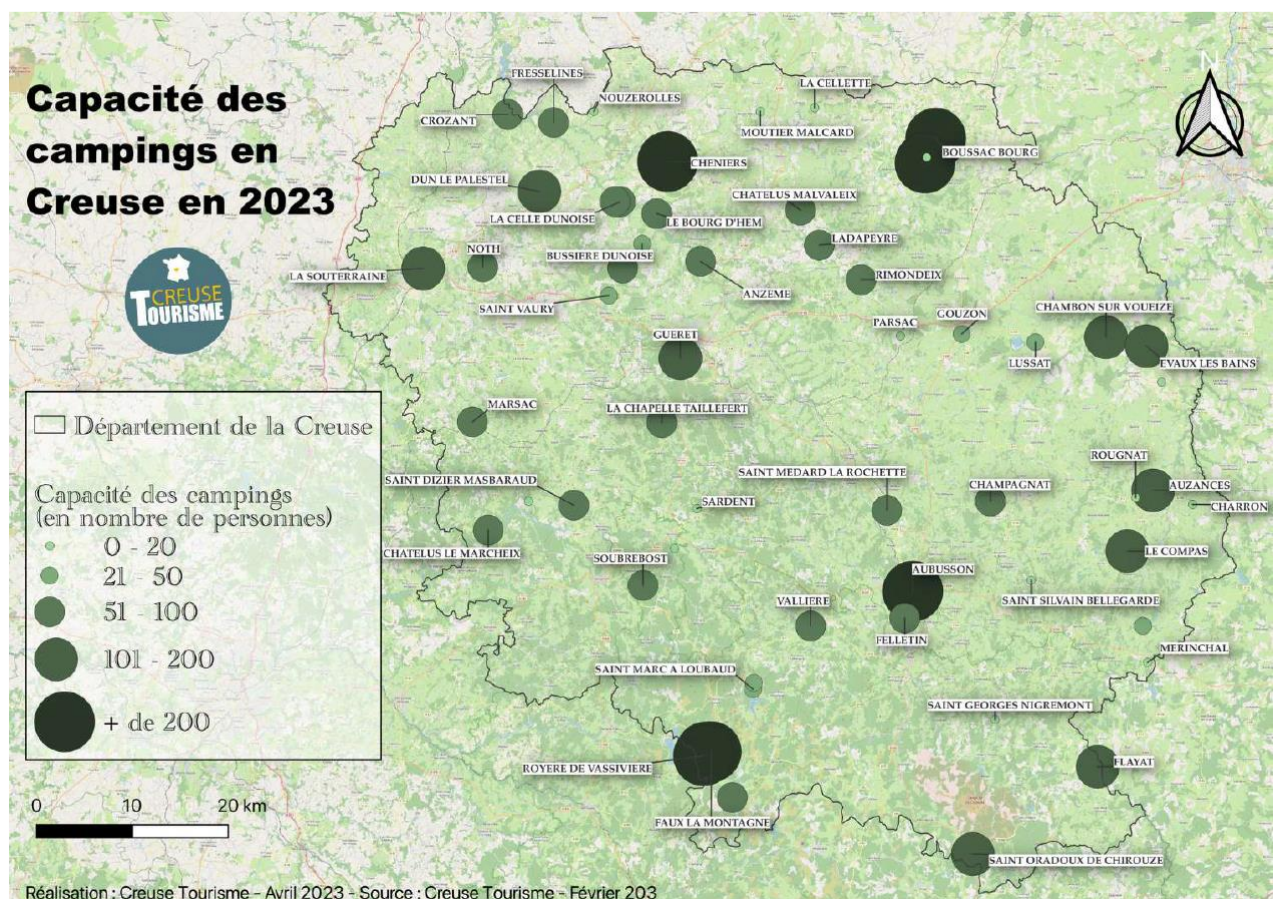 Capacité des
campings en
Creuse en 2023
CREUSE
TOURISME
N
FRESSELINES
NOUZEROLLES
LA CELLETTE
CROZANT
MOUTIER MALCARD
BOUSSAC BOURG
CHENIERS
DUN LE PALESTEL
CHATELUS MALVALEIX
LA CELLE DUNOISE
LE BOURG D'HEM
LADAPEYRE
NOTH
BUSSIERE DUNOISE
LA SOUTERRAINE
RIMONDEIX
ANZEME
SAINT VAURY
PARSAC
GOUZON
CHAMBON SUR VOUEIZE
GUERET
LUSSAT
EVAUX LES BAINS
MARSAC
LA CHAPELLE TAILLEFERT
ROUGNAT
SAINT DIZIER MASBARAUD
SAINT MEDARD LA ROCHETTE
CHAMPAGNAT
AUZANCES
SARDENT
CHARRON
CHATELUS LE MARCHEIX
SOUBREBOST
LE COMPAS
AUBUSSON
VALLIERE
SAINT SILVAIN BELLEGARDE
FELLETIN
MERINCHAL
SAINT MARC A LOUBAUD
SAINT GEORGES NIGREMONT
ROYERE DE VASSIVIERE
FLAYAT
FAUX LA MONTAGNE
SAINT ORADOUX DE CHIROUZE
Département de la Creuse
Capacité des campings
(en nombre de personnes)
0 - 20
21 - 50
51 - 100
101 - 200
+ de 200
0 10 20 km
Réalisation : Creuse Tourisme - Avril 2023 - Source : Creuse Tourisme - Février 203